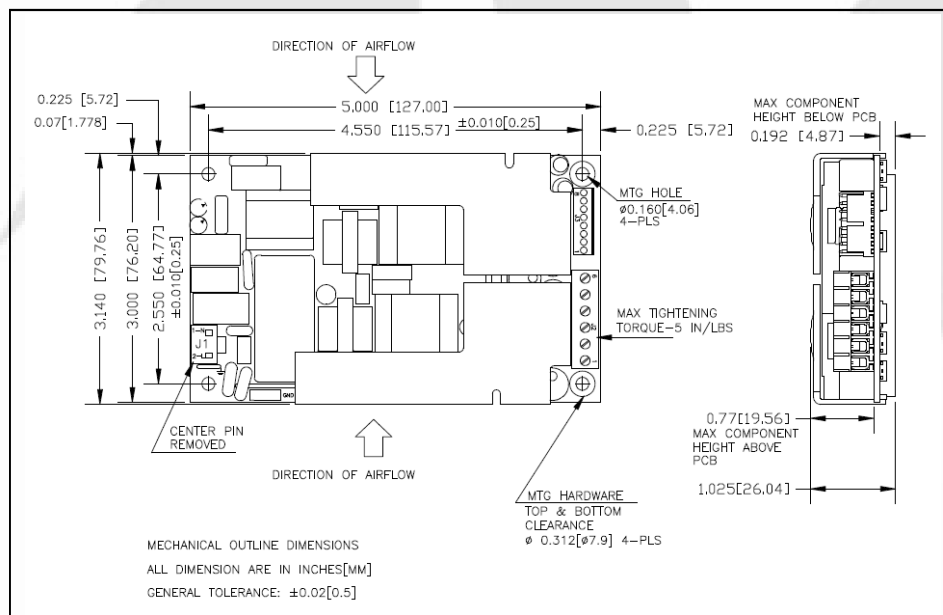 DIRECTION OF AIRFLOW
5.000 [127.00]
4.550 [115.57] ±0.010[0.25]
0.225 [5.72]
0.07[1.778]
0.225 [5.72]
MAX COMPONENT
HEIGHT BELOW PCB
0.192 [4.87]
MTG HOLE
ø0.160[4.06]
4-PLS
3.140 [79.76]
3.000 [76.20]
2.550 [64.77]
±0.010[0.25]
1-N
J1
2-L
GND
MAX TIGHTENING
TORQUE-5 IN/LBS
CENTER PIN
REMOVED
DIRECTION OF AIRFLOW
0.77[19.56]
MAX COMPONENT
HEIGHT ABOVE
PCB
1.025[26.04]
MTG HARDWARE
TOP & BOTTOM
CLEARANCE
ø 0.312[ø7.9] 4-PLS
MECHANICAL OUTLINE DIMENSIONS
ALL DIMENSION ARE IN INCHES[MM]
GENERAL TOLERANCE: ±0.02[0.5]